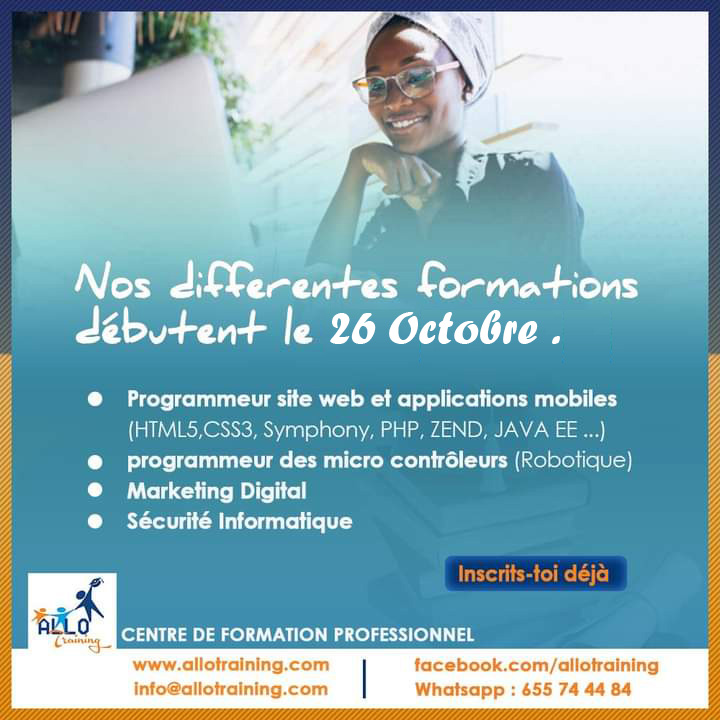 Nos differentes formations
débutent le 26 Octobre .
Programmeur site web et applications mobiles
(HTML5,CSS3, Symphony, PHP, ZEND, JAVA EE ...)
programmeur des micro contrôleurs (Robotique)
Marketing Digital
Sécurité Informatique
Inscrits-toi déjà
ALLO
Training
CENTRE DE FORMATION PROFESSIONNEL
www.allotraining.com
info@allotraining.com
facebook.com/allotraining
Whatsapp : 655 74 44 84